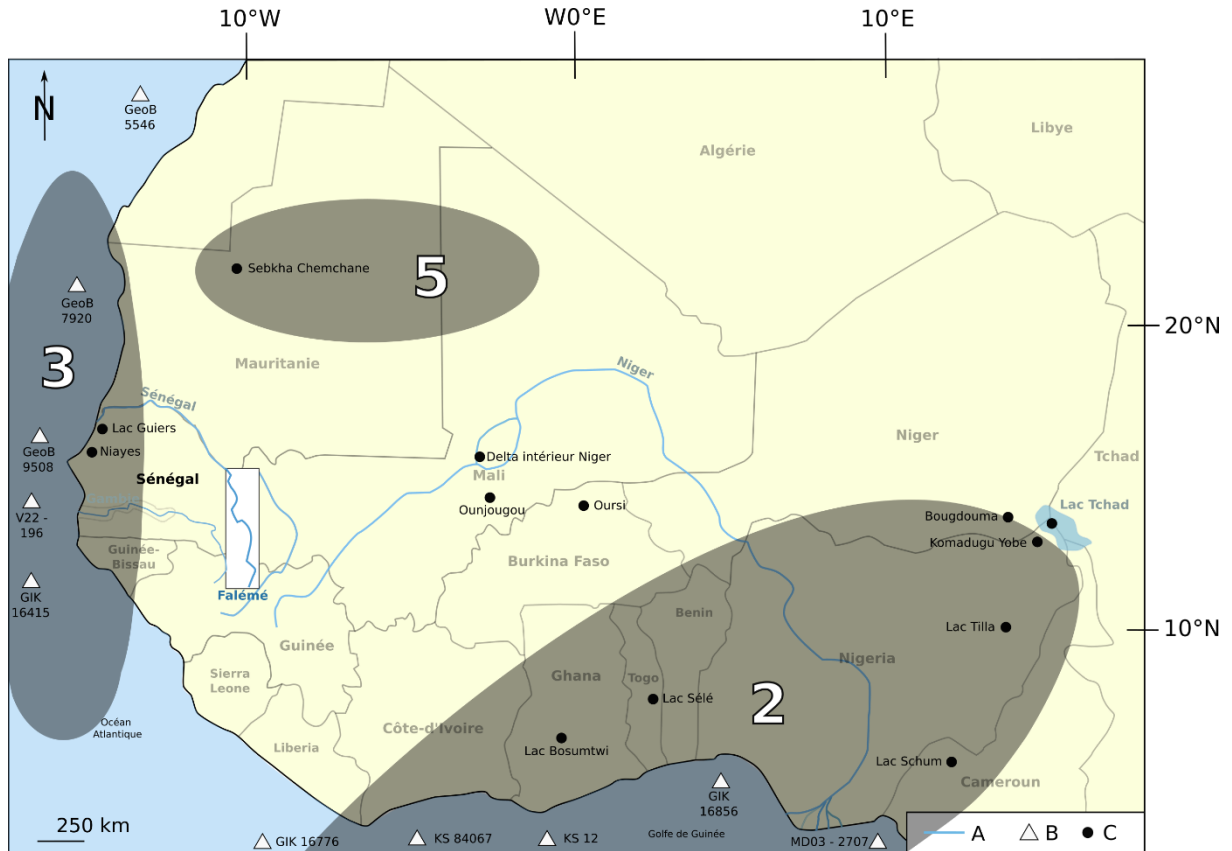 10°W
W0°E
10°E
N
GeoB
5546
Libye
Algérie
Sebkha Chemchane
5
GeoB
7920
20°N
3
Mauritanie
Niger
Sénégal
Lac Guiers
GeoB
9508
Niayes
Niger
Sénégal
Delta intérieur Niger
Tchad
Mali
V22 -
196
Ounjougou
Oursi
Lac Tchad
Bougdouma
Komadugu Yobe
Guinée-
Bissau
Burkina Faso
GIK
16415
Falémé
Benin
Lac Tilla
10°N
Guinée
Nigeria
Sierra
Leone
Ghana
Togo
Lac Sélé
2
Océan
Atlantique
Côte-d'Ivoire
Liberia
Lac Bosumtwi
Lac Schum
Cameroun
GIK
16856
250 km
GIK 16776
KS 84067
KS 12
Golfe de Guinée
MD03 - 2707
A
B
C